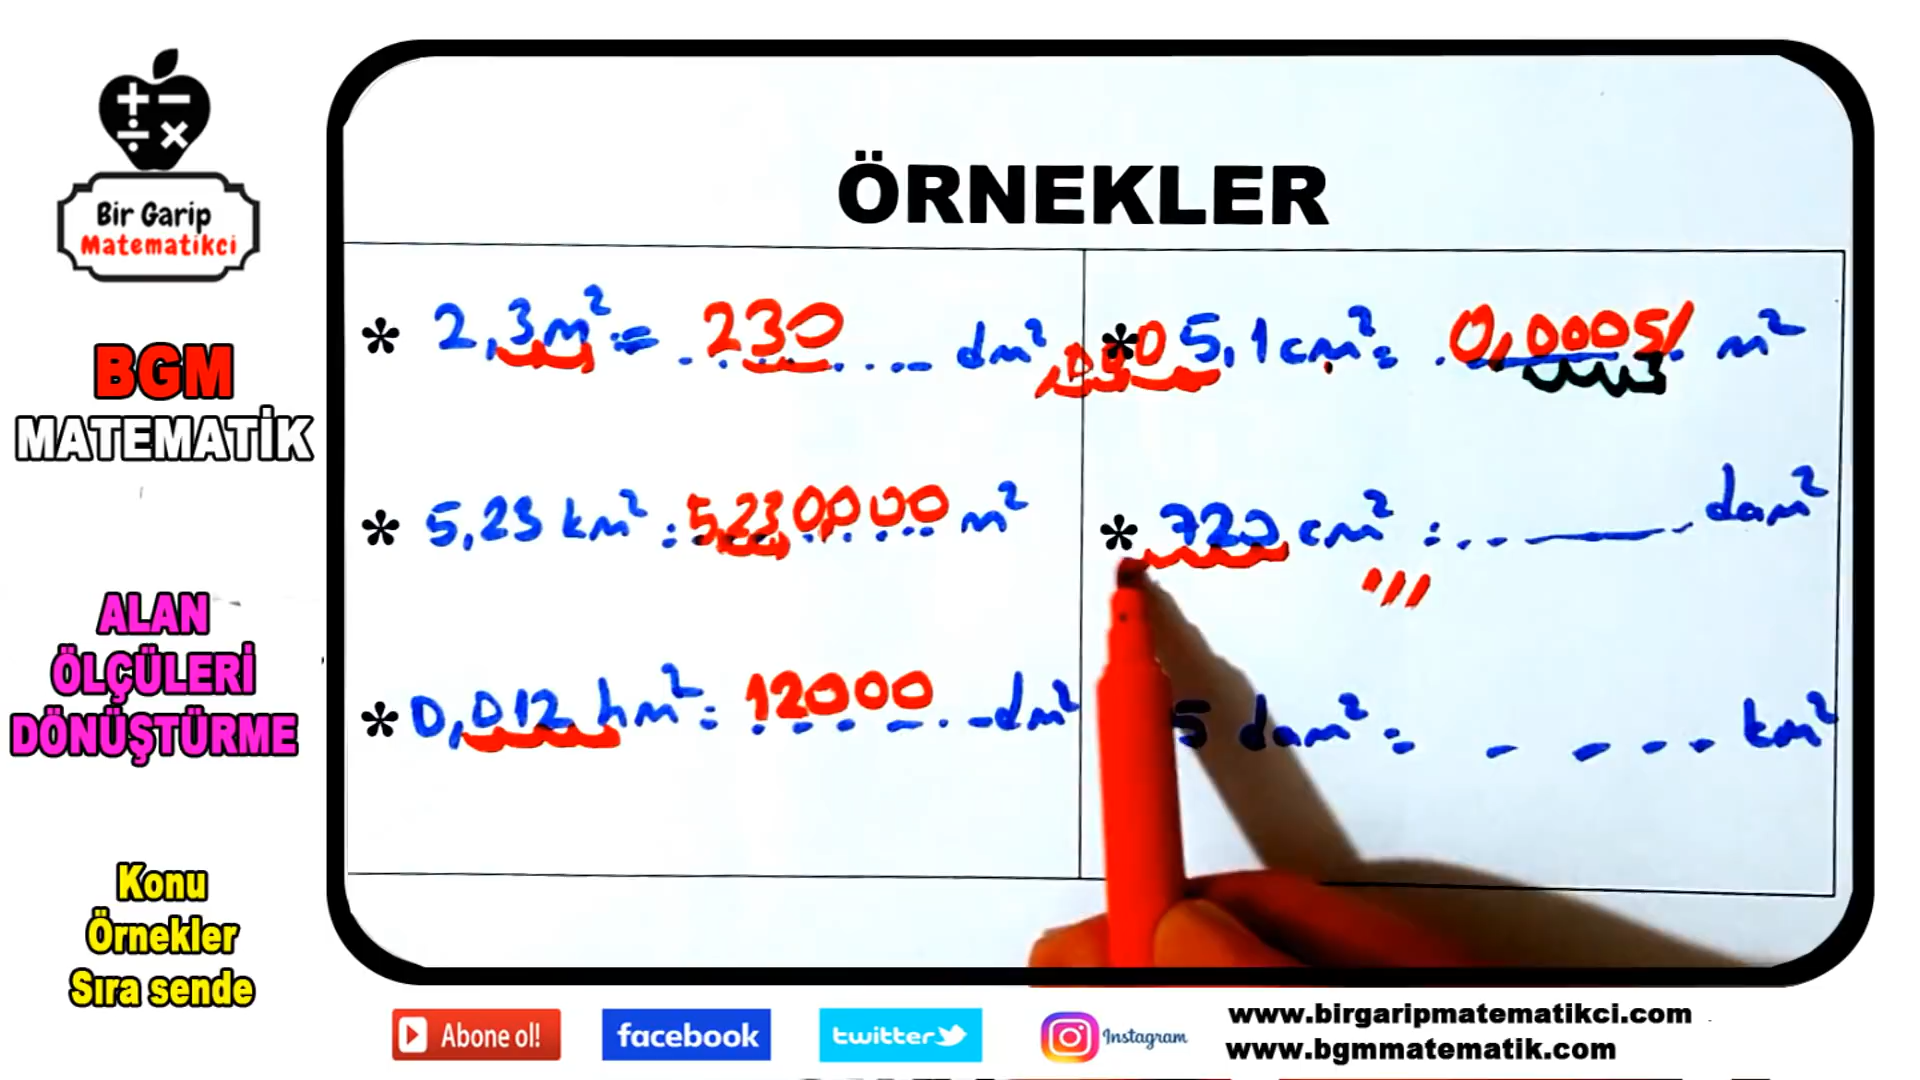 Bir Garip
Matematikci
BGM
MATEMATİK
ALAN
ÖLÇÜLERİ
DÖNÜŞTÜRME
Konu
Örnekler
Sıra sende
ÖRNEKLER
* 2,3m² = 230 dm²
* 5,23 km² = 5230000 m²
* 0,012 hm² = 12000 dm²
* 5,1cm² = 0,00051 m²
* 720 cm² = dam²
5 dam² = km²
Abone ol!
facebook
twitter
Instagram
www.birgaripmatematikci.com
www.bgmmatematik.com